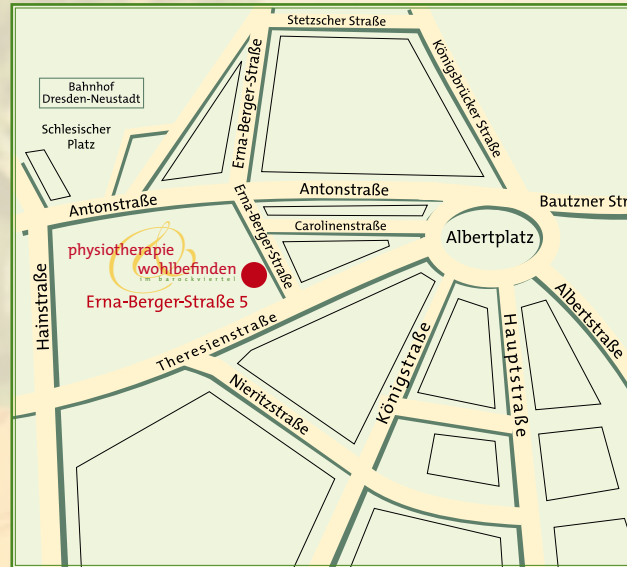 Stetzscher Straße
Königsbrücker Straße
Erna-Berger-Straße
Bahnhof
Dresden-Neustadt
Schlesischer
Platz
Antonstraße
Antonstraße
Bautzner Str
Erna-Berger-Straße
Carolinenstraße
Albertplatz
&
physiotherapie
wohlbefinden
im barockviertel
Erna-Berger-Straße 5
Hainstraße
Theresienstraße
Albertstraße
Königstraße
Hauptstraße
Nieritzstraße